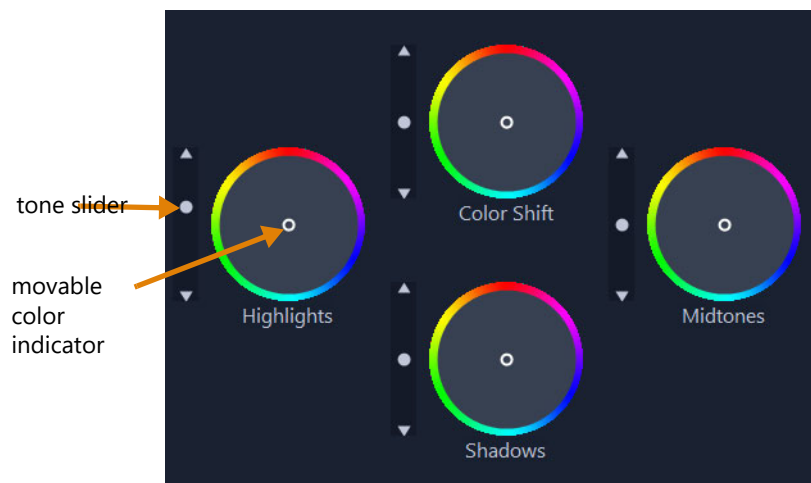 Color Shift
tone slider
movable
color
indicator
Highlights
Midtones
Shadows